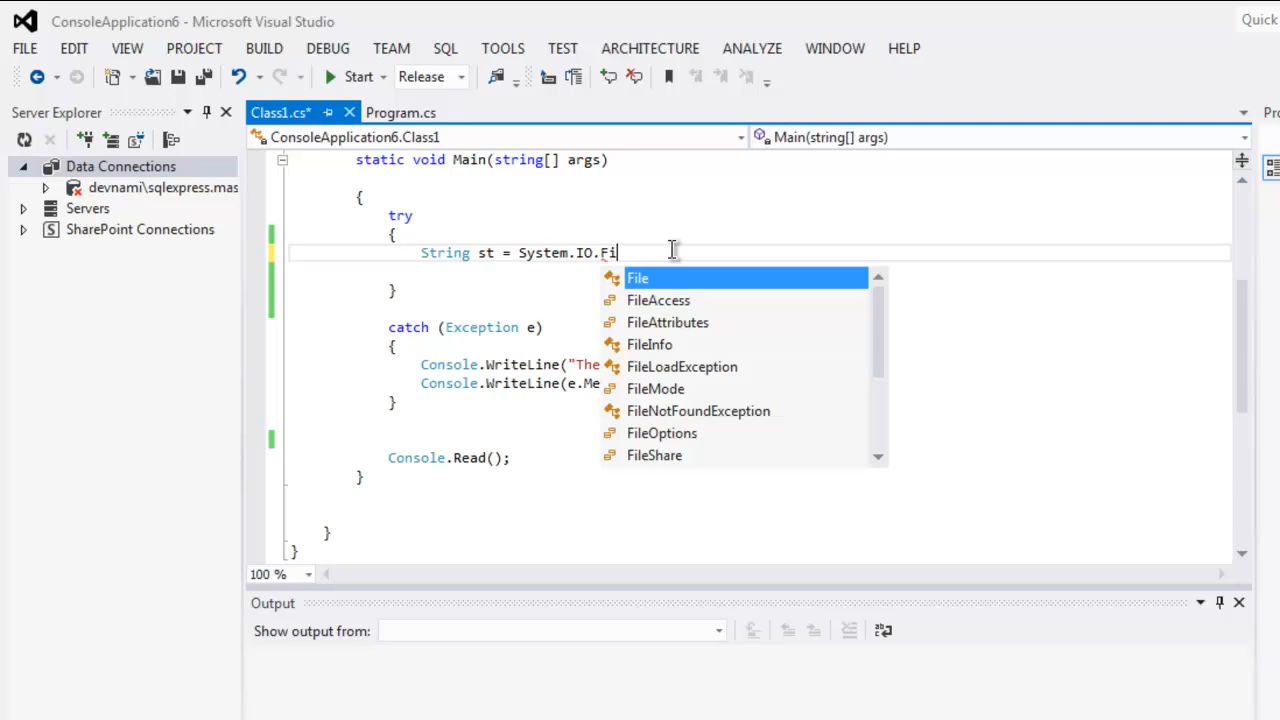 ConsoleApplication6 - Microsoft Visual Studio
Quick
FILE EDIT VIEW PROJECT BUILD DEBUG TEAM SQL TOOLS TEST ARCHITECTURE ANALYZE WINDOW HELP
Start Release
Server Explorer
Class1.cs* Program.cs
Pro
ConsoleApplication6.Class1
Main(string[] args)
Data Connections
devnami\sqlexpress.mas
Servers
SharePoint Connections
static void Main(string[] args)
{
try
{
String st = System.IO.Fi
File
FileAccess
FileAttributes
FileInfo
FileLoadException
FileMode
FileNotFoundException
FileOptions
FileShare
}
catch (Exception e)
{
Console.WriteLine("The
Console.WriteLine(e.Me
}
Console.Read();
}
}
}
100 %
Output
Show output from: